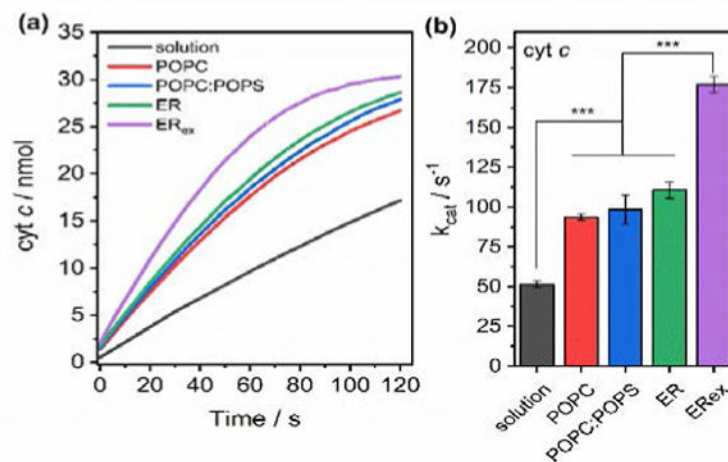 (a)
cyt c / nmol
35
30
25
20
15
10
5
0
solution
POPC
POPC:POPS
ER
ERex
0 20 40 60 80 100 120
Time / s
(b)
cyt c
kcat / s-1
200
175
150
125
100
75
50
25
0
***
***
solution
POPC
POPC:POPS
ER
ERex